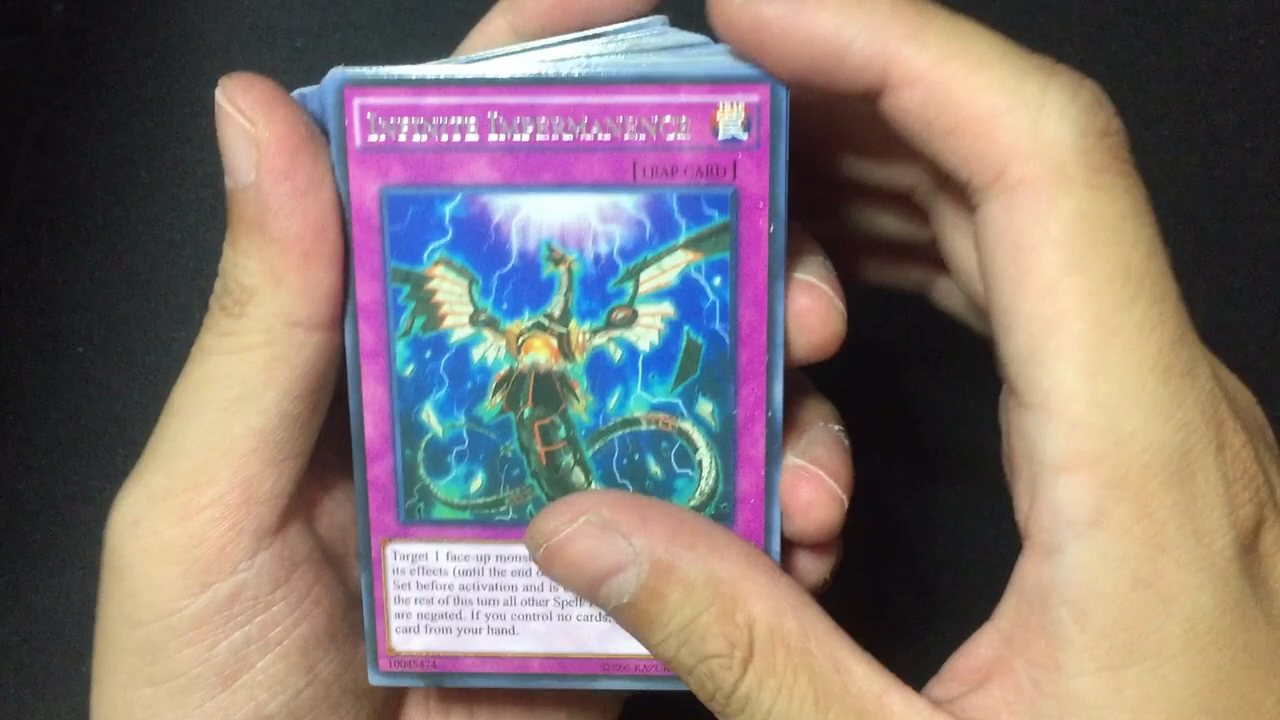 INFINITE IMPERMANENCE
罠
[TRAP CARD]
Target 1 face-up
its effects (until the end
Set before activation and is
the rest of this turn all other Spell/
are negated. If you control no cards,
card from your hand.
10045474
©1996